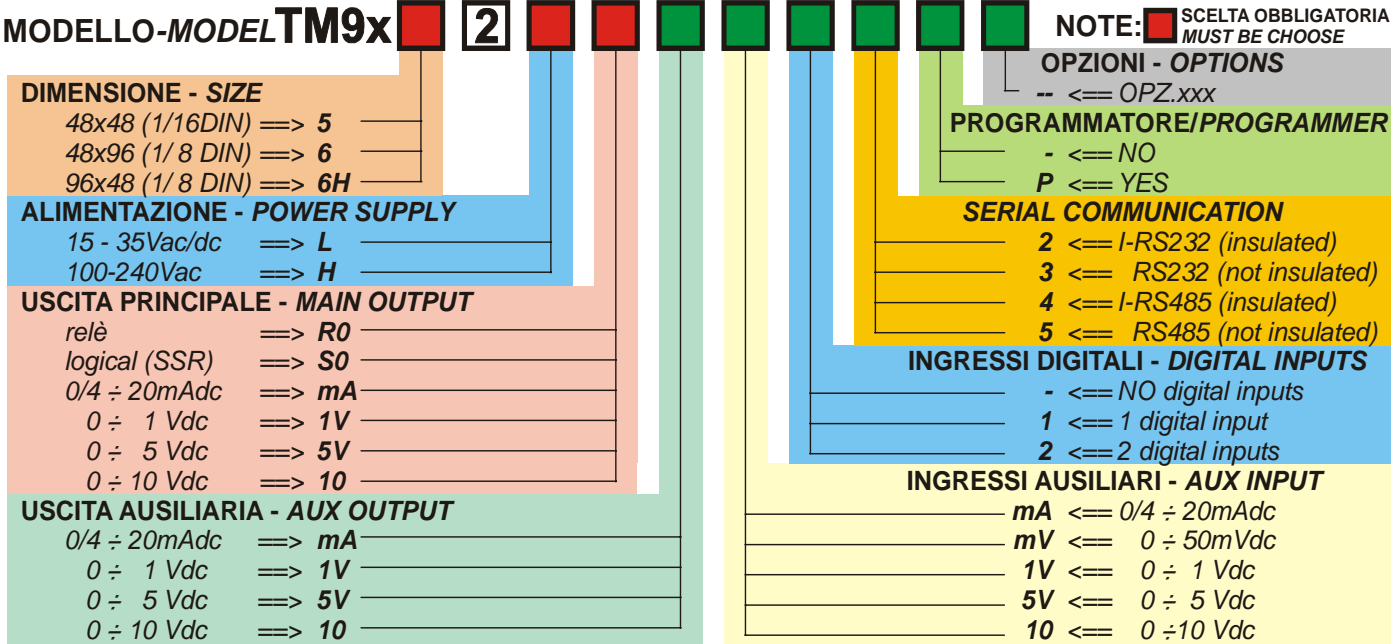 MODELLO-MODEL TM9x 2 NOTE: SCELTA OBBLIGATORIA
MUST BE CHOOSE
DIMENSIONE - SIZE
48x48 (1/16DIN) ==> 5
48x96 (1/ 8 DIN) ==> 6
96x48 (1/ 8 DIN) ==> 6H
ALIMENTAZIONE - POWER SUPPLY
15 - 35Vac/dc ==> L
100-240Vac ==> H
USCITA PRINCIPALE - MAIN OUTPUT
relè ==> R0
logical (SSR) ==> S0
0/4 ÷ 20mAdc ==> mA
0 ÷ 1 Vdc ==> 1V
0 ÷ 5 Vdc ==> 5V
0 ÷ 10 Vdc ==> 10
USCITA AUSILIARIA - AUX OUTPUT
0/4 ÷ 20mAdc ==> mA
0 ÷ 1 Vdc ==> 1V
0 ÷ 5 Vdc ==> 5V
0 ÷ 10 Vdc ==> 10
OPZIONI - OPTIONS
-- <== OPZ.xxx
PROGRAMMATORE/PROGRAMMER
- <== NO
P <== YES
SERIAL COMMUNICATION
2 <== I-RS232 (insulated)
3 <== RS232 (not insulated)
4 <== I-RS485 (insulated)
5 <== RS485 (not insulated)
INGRESSI DIGITALI - DIGITAL INPUTS
- <== NO digital inputs
1 <== 1 digital input
2 <== 2 digital inputs
INGRESSI AUSILIARI - AUX INPUT
mA <== 0/4 ÷ 20mAdc
mV <== 0 ÷ 50mVdc
1V <== 0 ÷ 1 Vdc
5V <== 0 ÷ 5 Vdc
10 <== 0 ÷10 Vdc